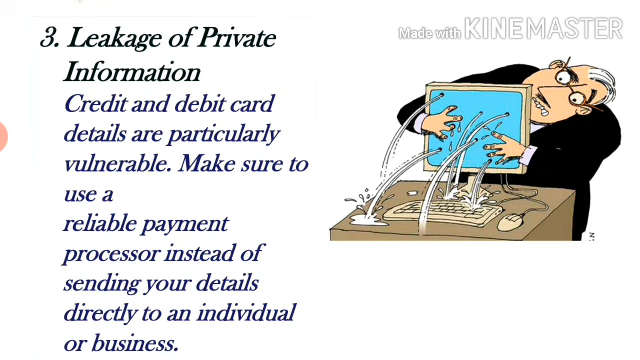 Made with KINEMASTER
3. Leakage of Private
Information
Credit and debit card
details are particularly
vulnerable. Make sure to
use a
reliable payment
processor instead of
sending your details
directly to an individual
or business.